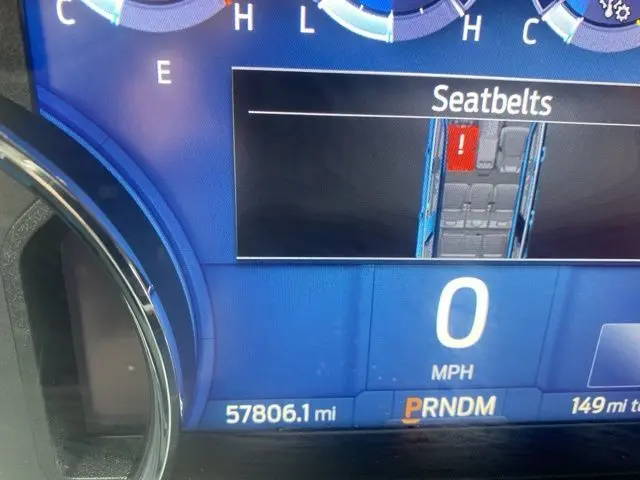 C H L H C
E
Seatbelts
!
0
MPH
57806.1 mi PRNDM 149 mi t